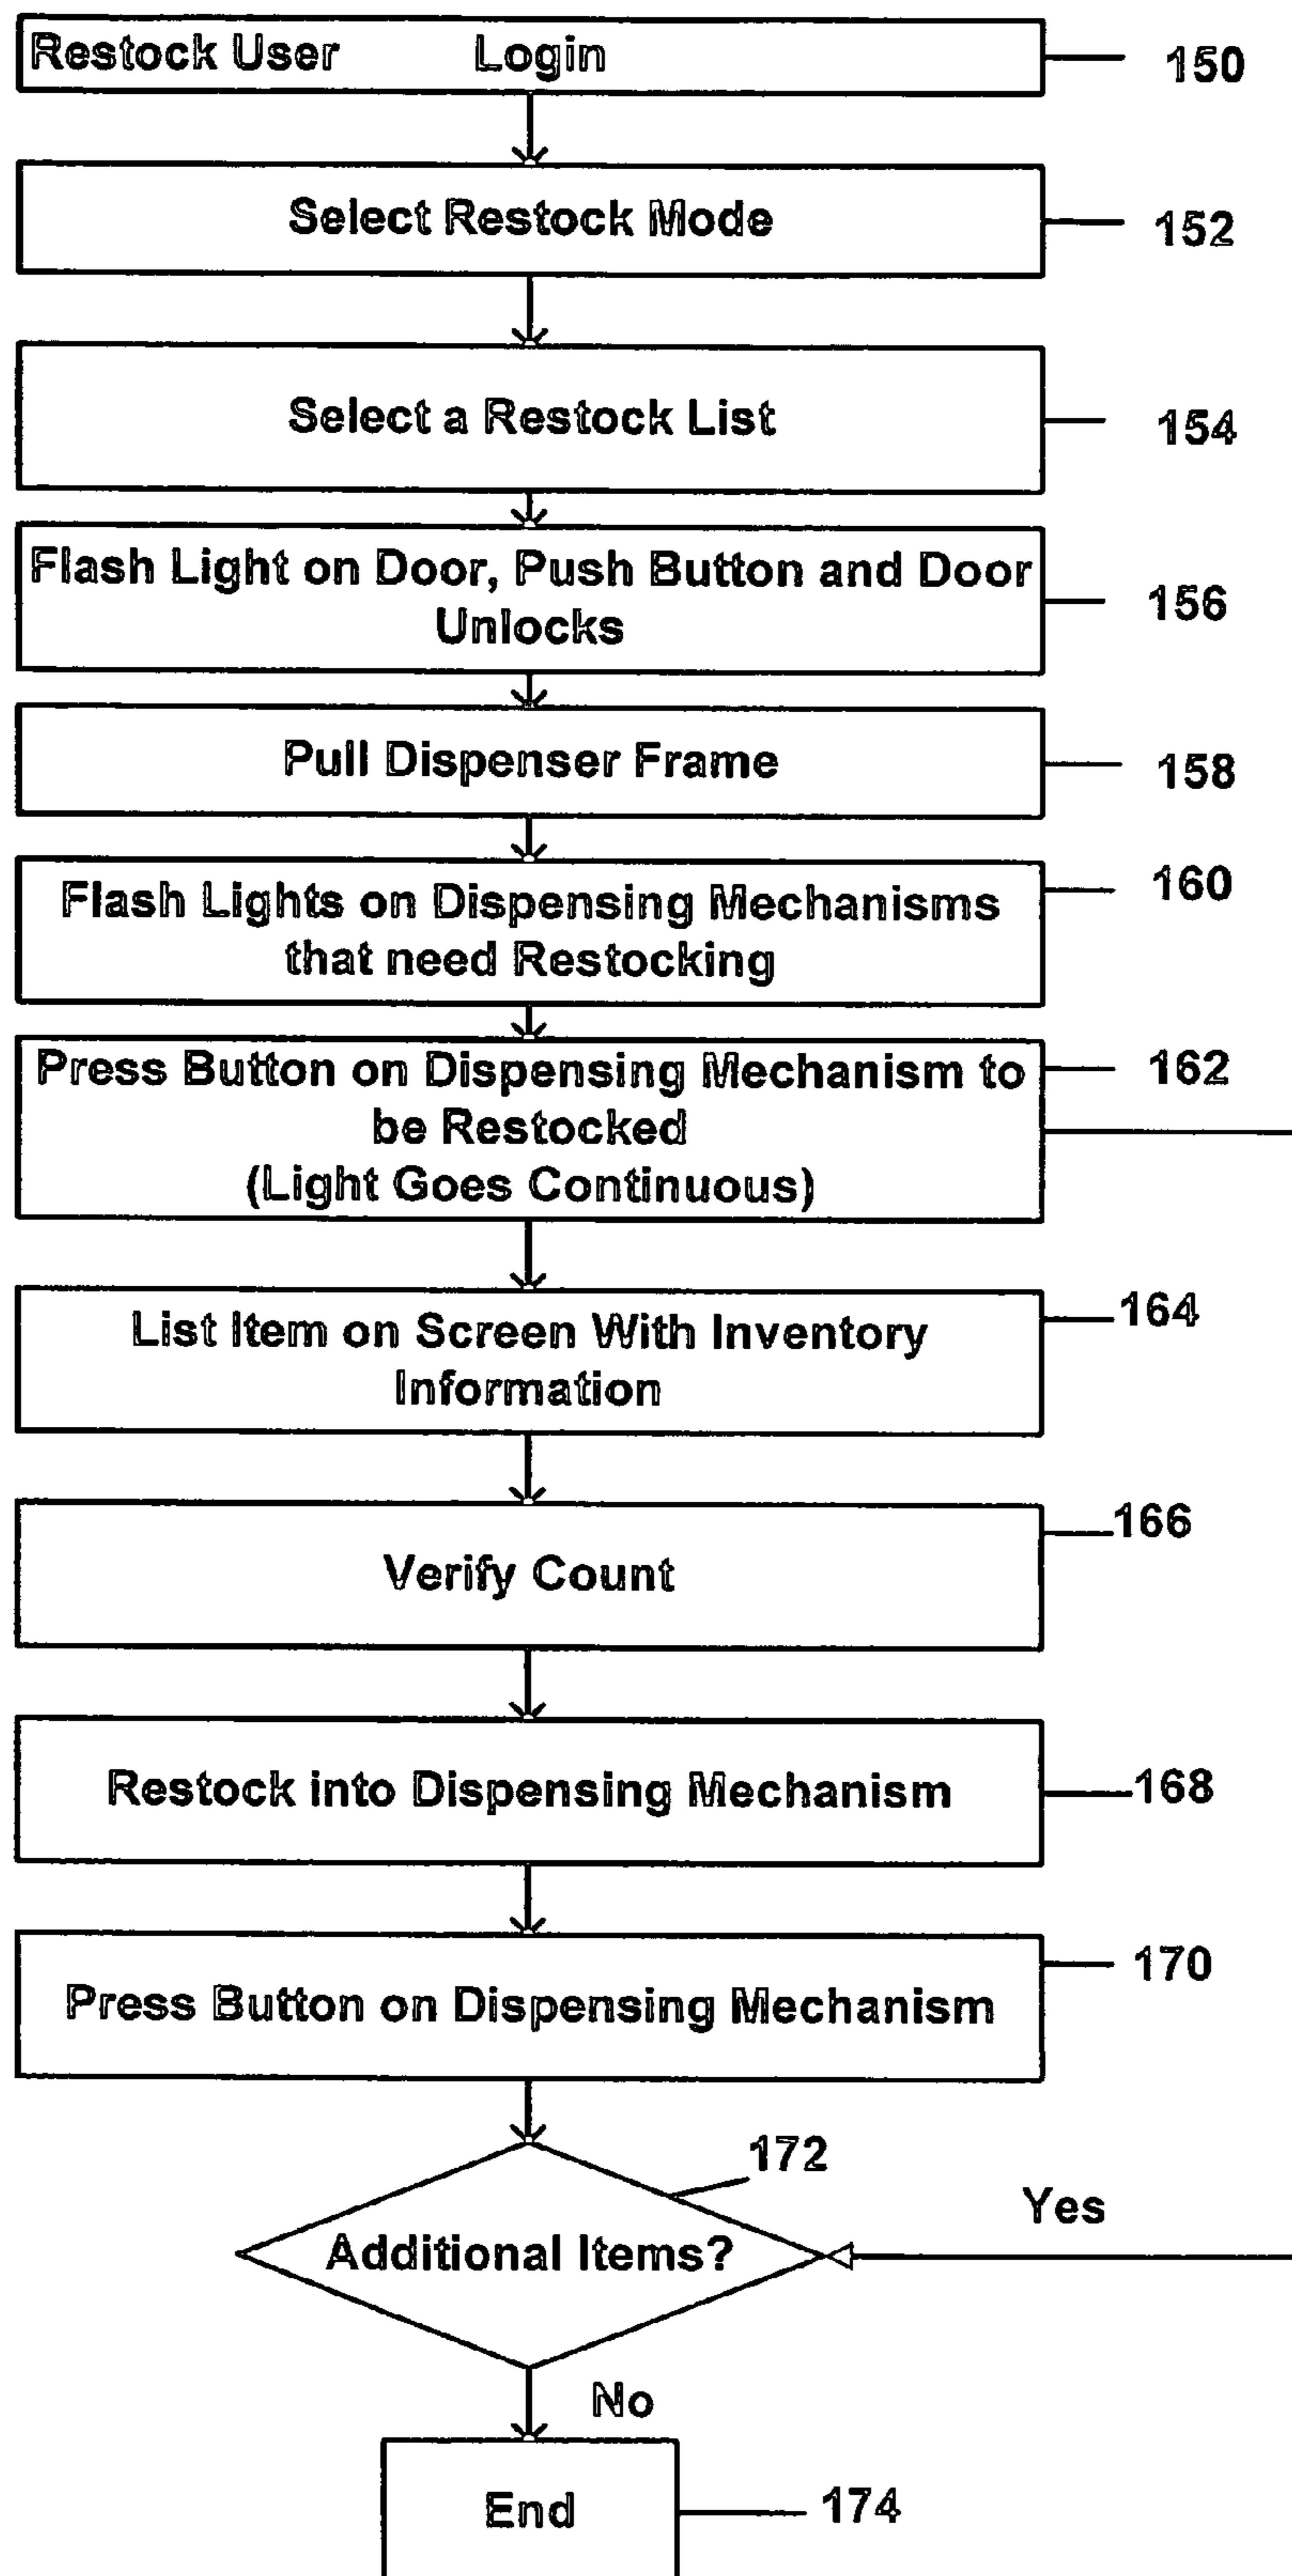 Restock User Login
150
Select Restock Mode
152
Select a Restock List
154
Flash Light on Door, Push Button and Door
Unlocks
156
Pull Dispenser Frame
158
Flash Lights on Dispensing Mechanisms
that need Restocking
160
Press Button on Dispensing Mechanism to
be Restocked
(Light Goes Continuous)
162
List Item on Screen With Inventory
Information
164
Verify Count
166
Restock into Dispensing Mechanism
168
Press Button on Dispensing Mechanism
170
172
Additional Items?
Yes
No
End
174